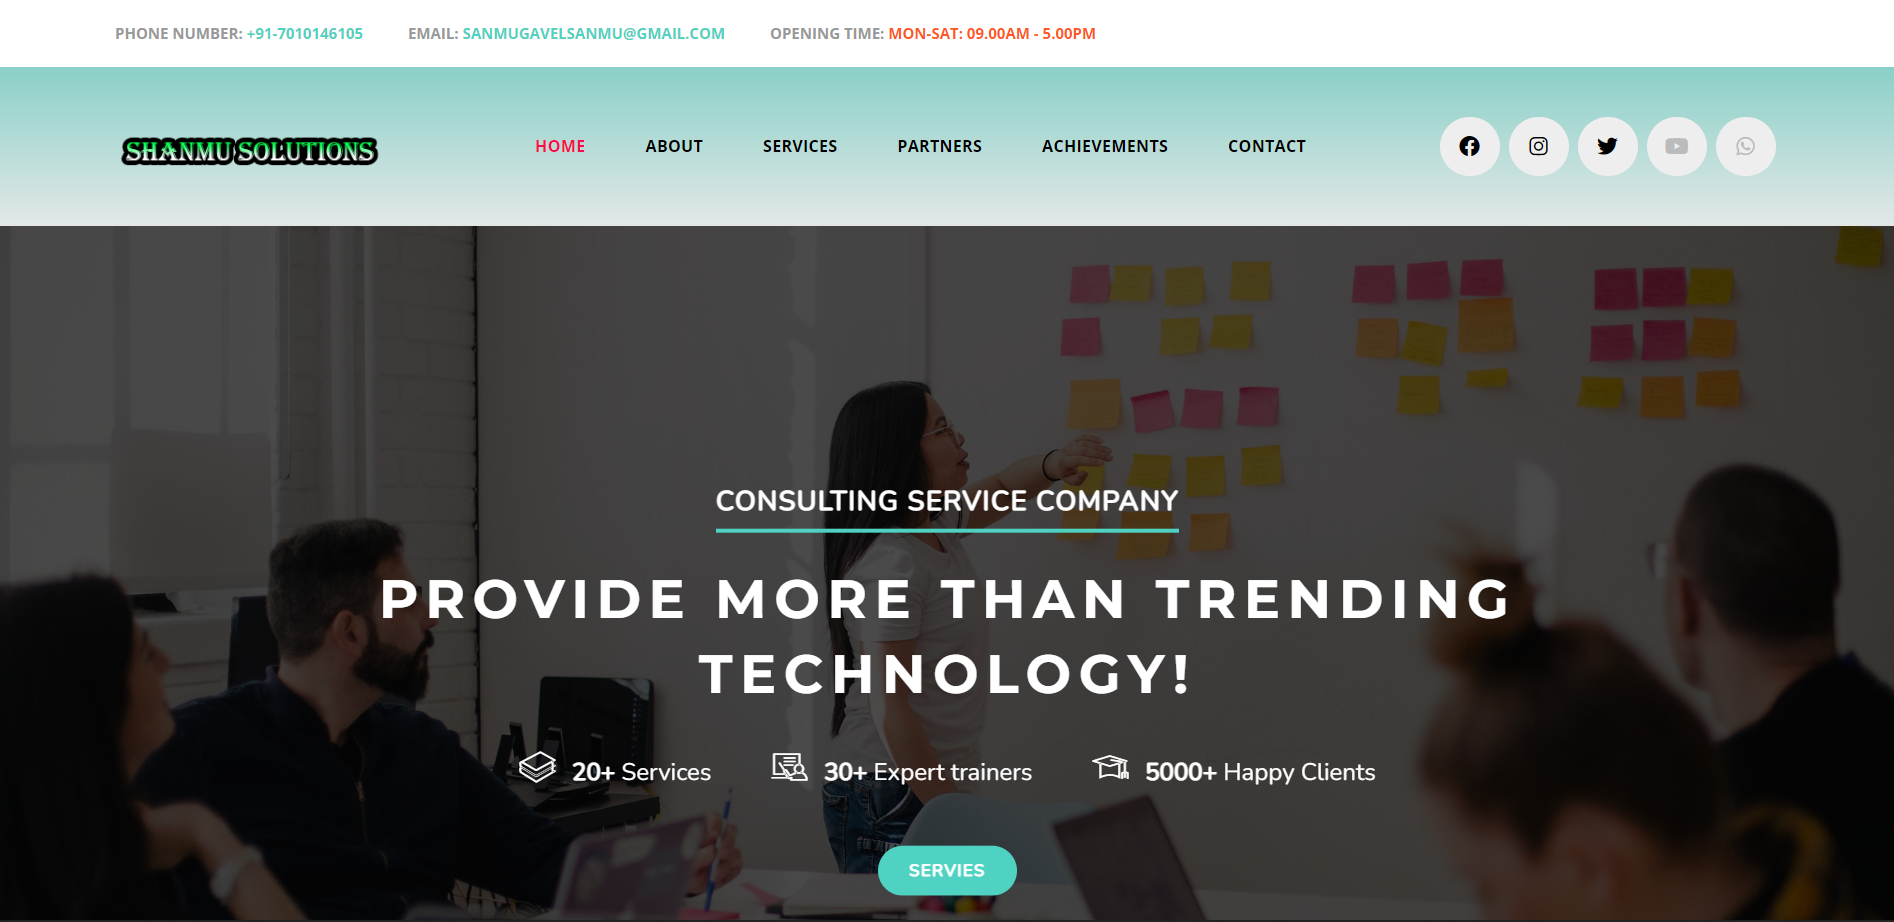 PHONE NUMBER: +91-7010146105 EMAIL: SANMUGAVELSANMU@GMAIL.COM OPENING TIME: MON-SAT: 09.00AM - 5.00PM
SHANMU SOLUTIONS HOME ABOUT SERVICES PARTNERS ACHIEVEMENTS CONTACT
CONSULTING SERVICE COMPANY
PROVIDE MORE THAN TRENDING
TECHNOLOGY!
20+ Services 30+ Expert trainers 5000+ Happy Clients
SERVIES